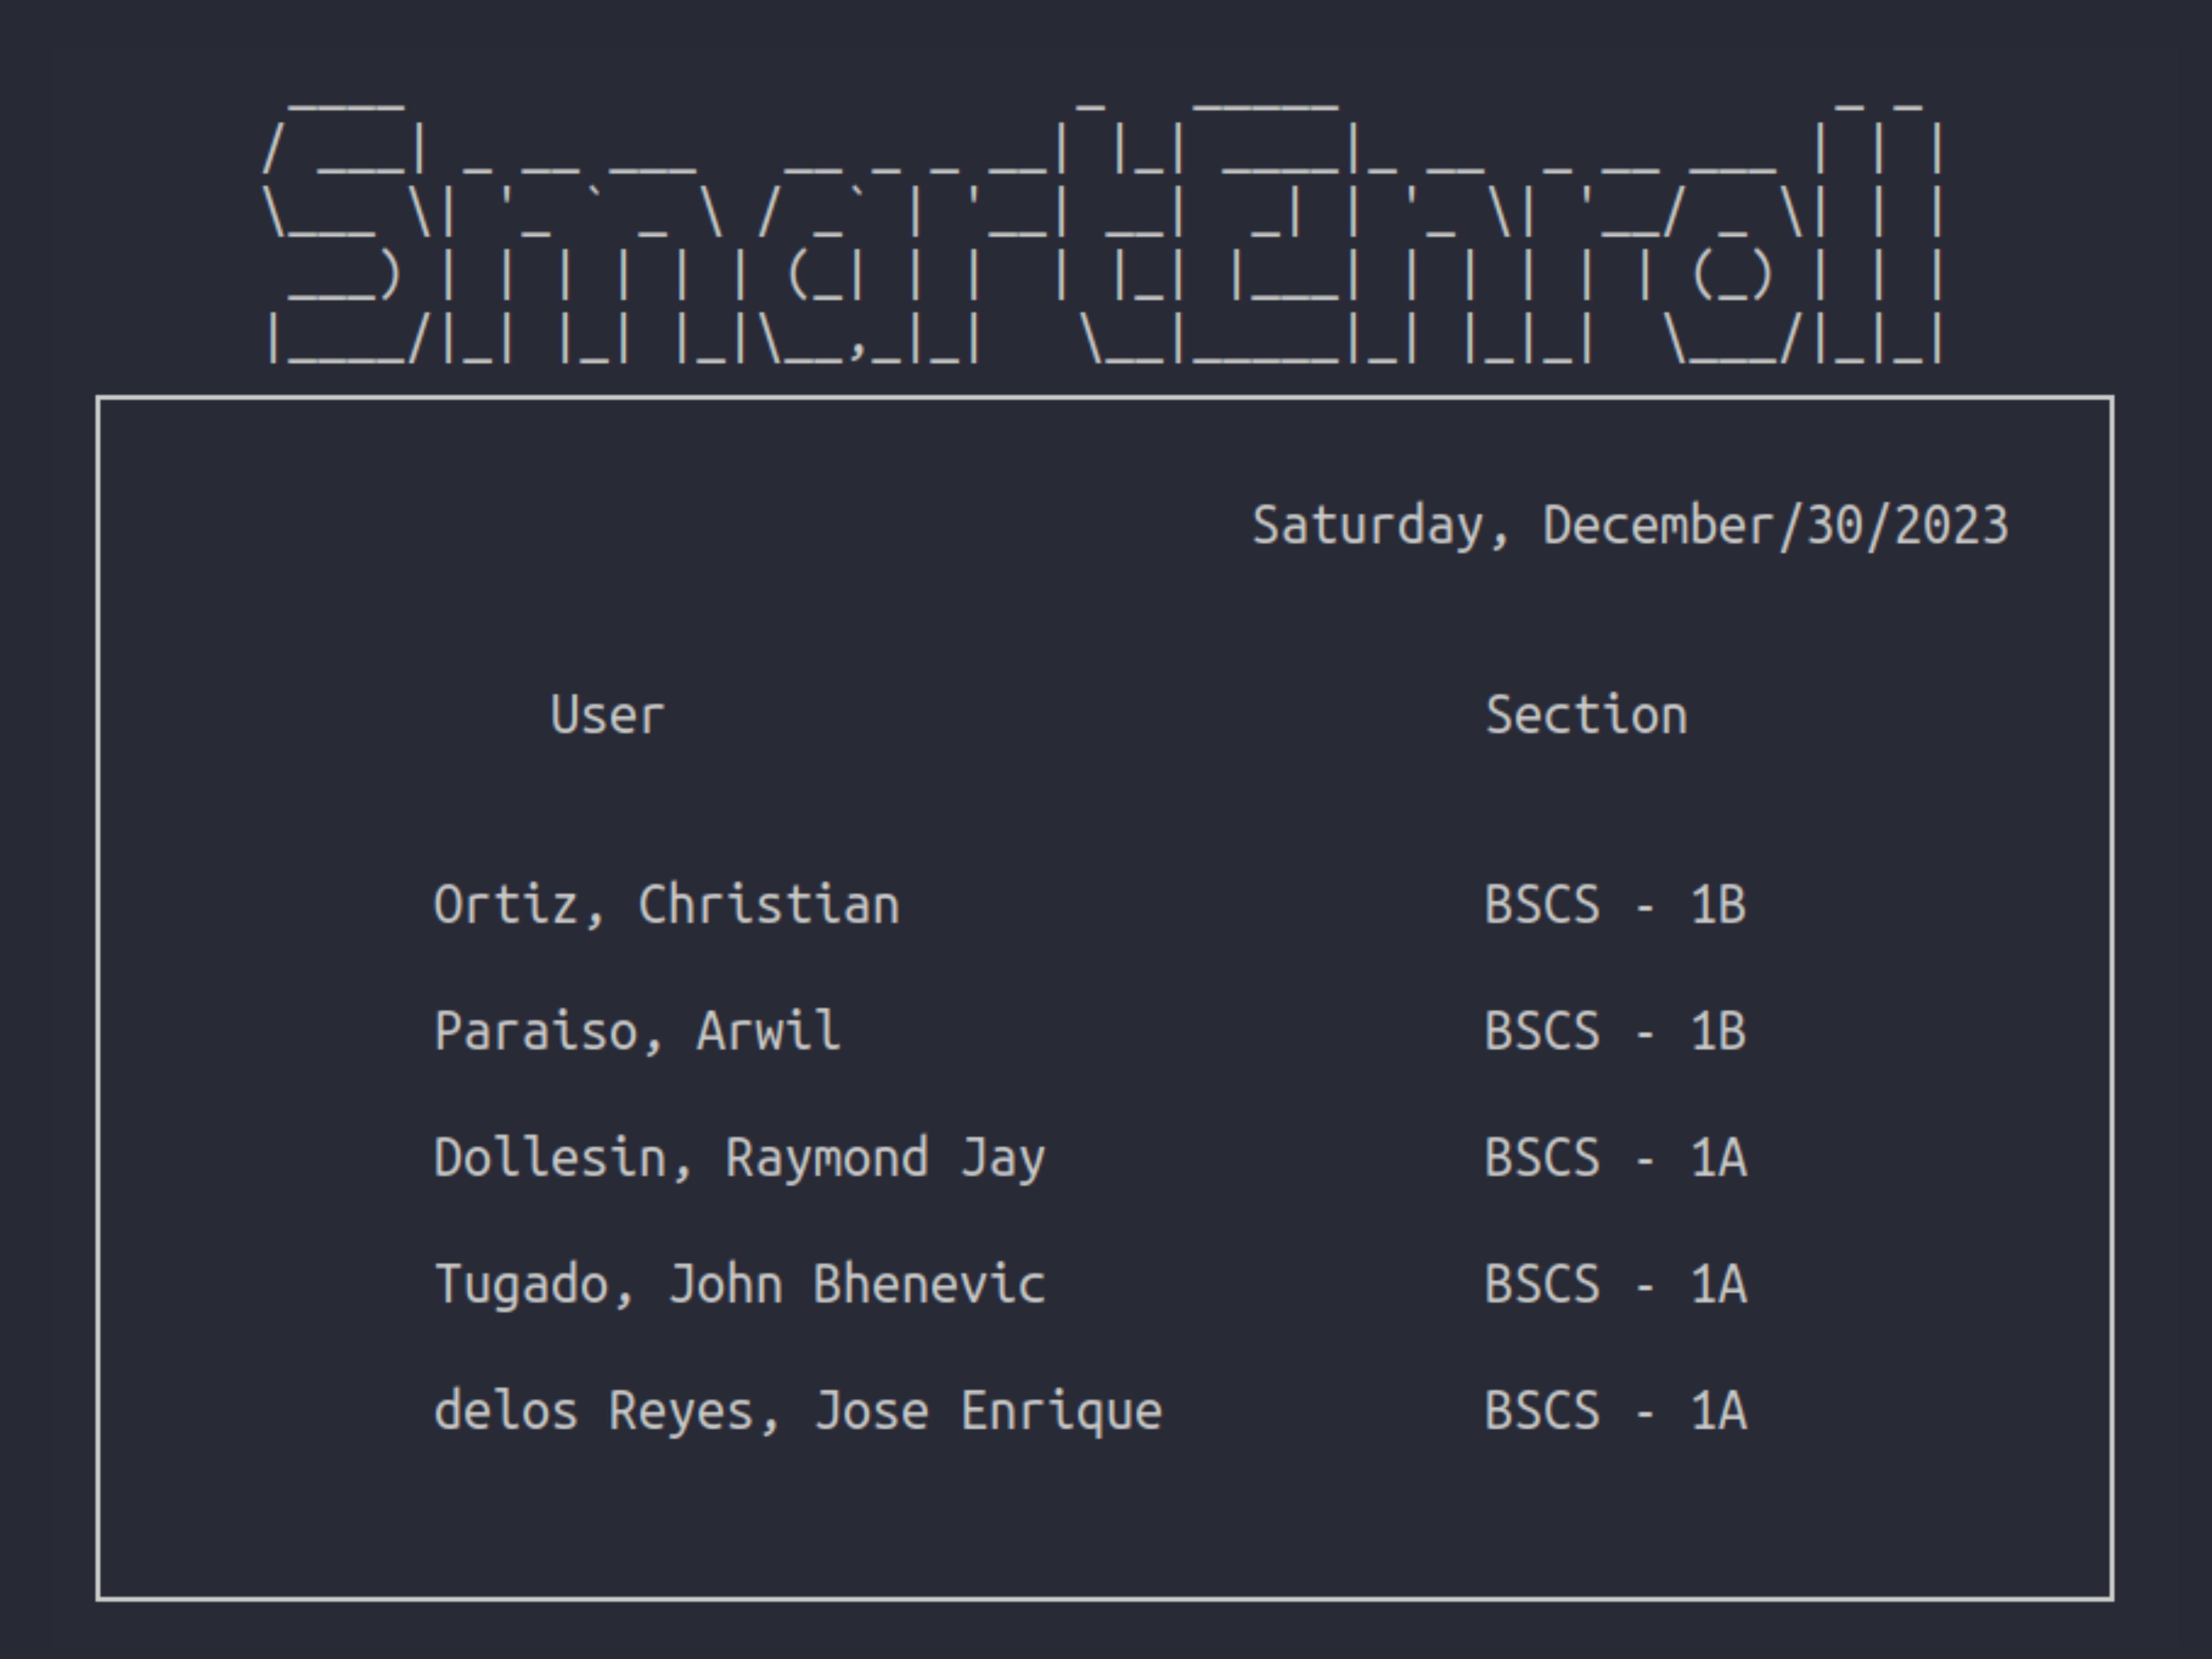 SmartEnroll
Saturday, December/30/2023
User Section
Ortiz, Christian BSCS - 1B
Paraiso, Arwil BSCS - 1B
Dollesin, Raymond Jay BSCS - 1A
Tugado, John Bhenevic BSCS - 1A
delos Reyes, Jose Enrique BSCS - 1A